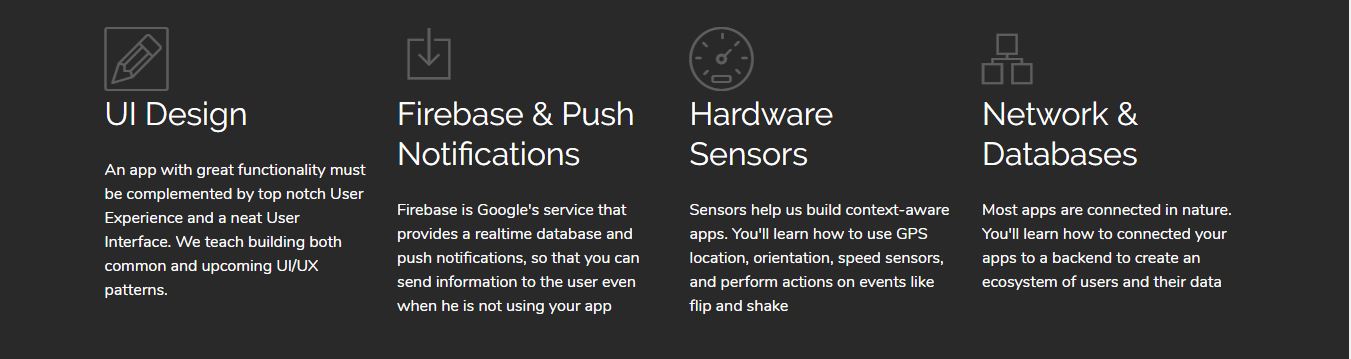 UI Design
An app with great functionality must
be complemented by top notch User
Experience and a neat User
Interface. We teach building both
common and upcoming UI/UX
patterns.
Firebase & Push
Notifications
Firebase is Google's service that
provides a realtime database and
push notifications, so that you can
send information to the user even
when he is not using your app
Hardware
Sensors
Sensors help us build context-aware
apps. You'll learn how to use GPS
location, orientation, speed sensors,
and perform actions on events like
flip and shake
Network &
Databases
Most apps are connected in nature.
You'll learn how to connected your
apps to a backend to create an
ecosystem of users and their data